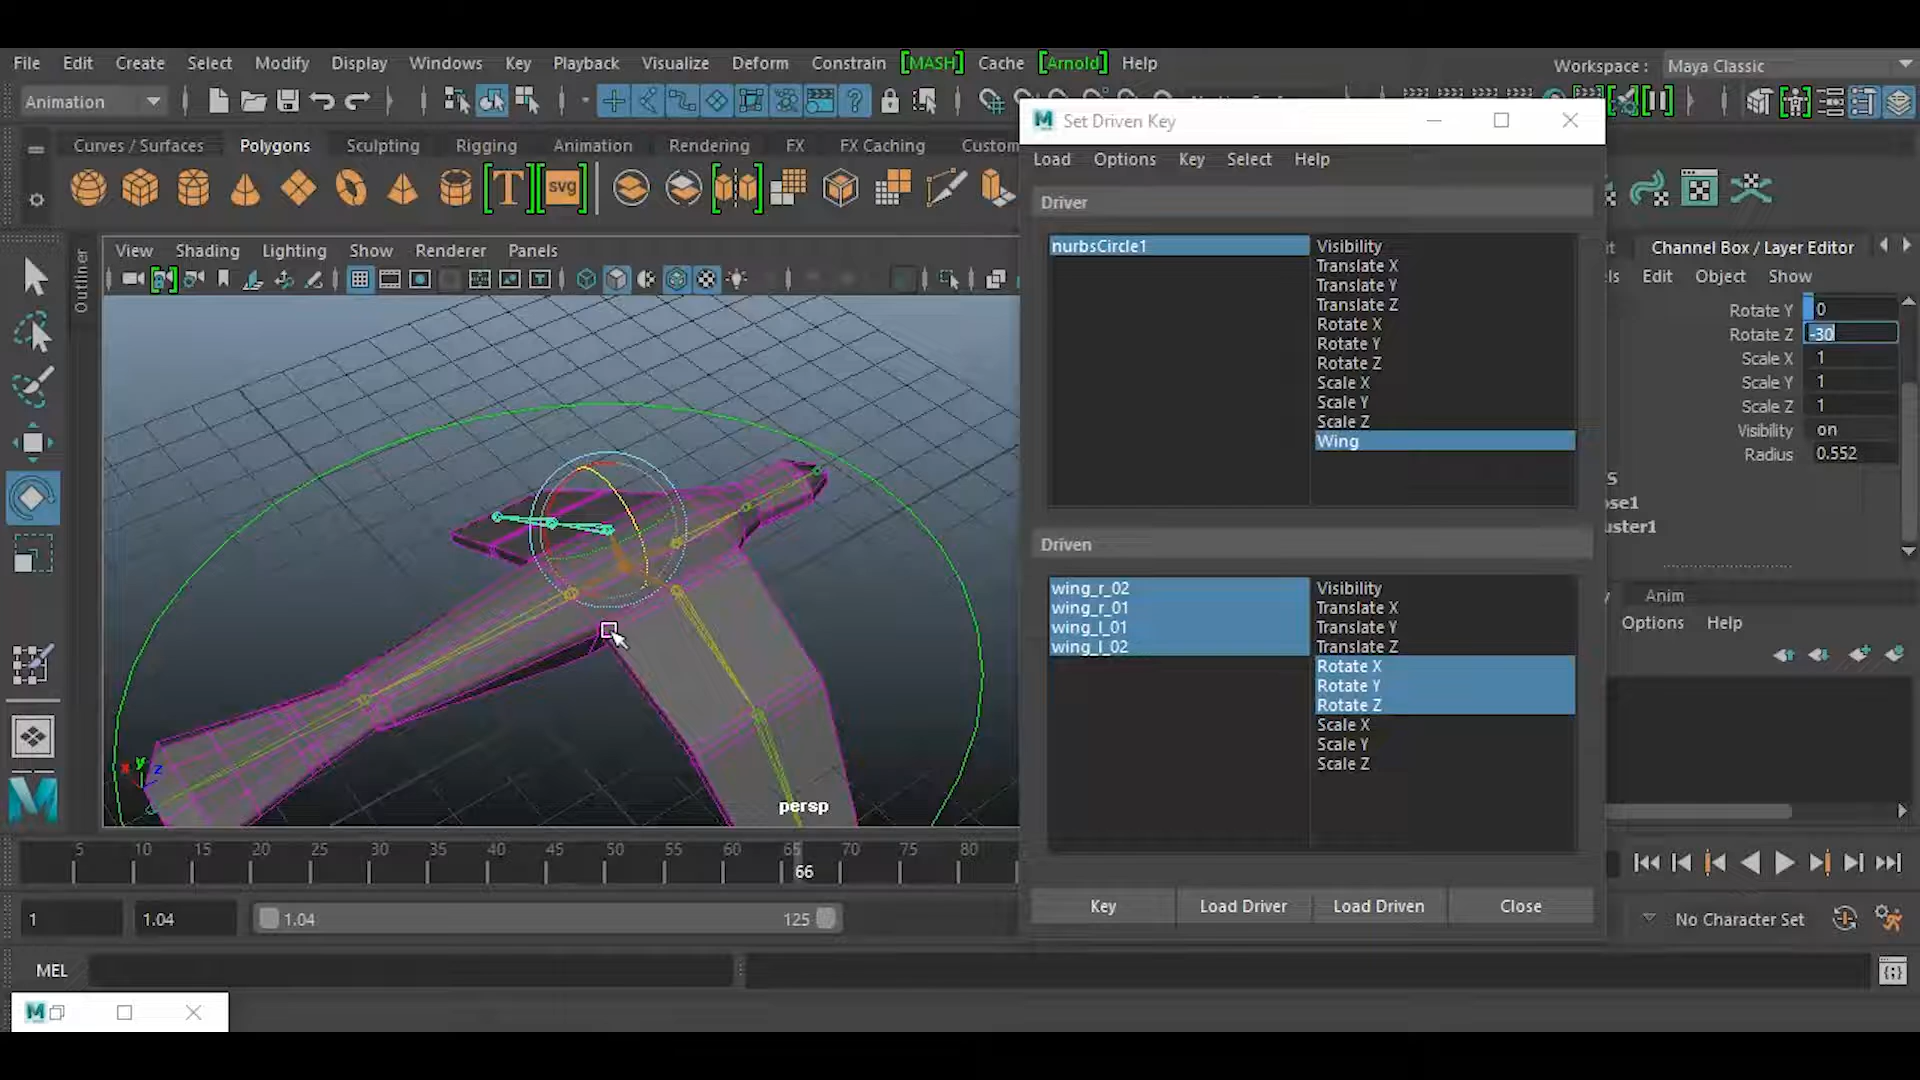 File Edit Create Select Modify Display Windows Key Playback Visualize Deform Constrain [MASH] Cache [Arnold] Help
Workspace : Maya Classic
Animation
Set Driven Key
Curves / Surfaces Polygons Sculpting Rigging Animation Rendering FX FX Caching Custom
Load Options Key Select Help
T svg
Driver
View Shading Lighting Show Renderer Panels
Outliner
nurbsCircle1
Visibility
Translate X
Translate Y
Translate Z
Rotate X
Rotate Y
Rotate Z
Scale X
Scale Y
Scale Z
Wing
Channel Box / Layer Editor
Edit Object Show
Rotate Y 0
Rotate Z -30
Scale X 1
Scale Y 1
Scale Z 1
Visibility on
Radius 0.552
Driven
wing_r_02
wing_r_01
wing_l_01
wing_l_02
Visibility
Translate X
Translate Y
Translate Z
Rotate X
Rotate Y
Rotate Z
Scale X
Scale Y
Scale Z
Anim
Options Help
x y z
persp
5 10 15 20 25 30 35 40 45 50 55 60 65 70 75 80
66
Key Load Driver Load Driven Close
1 1.04 1.04 125
No Character Set
MEL
M